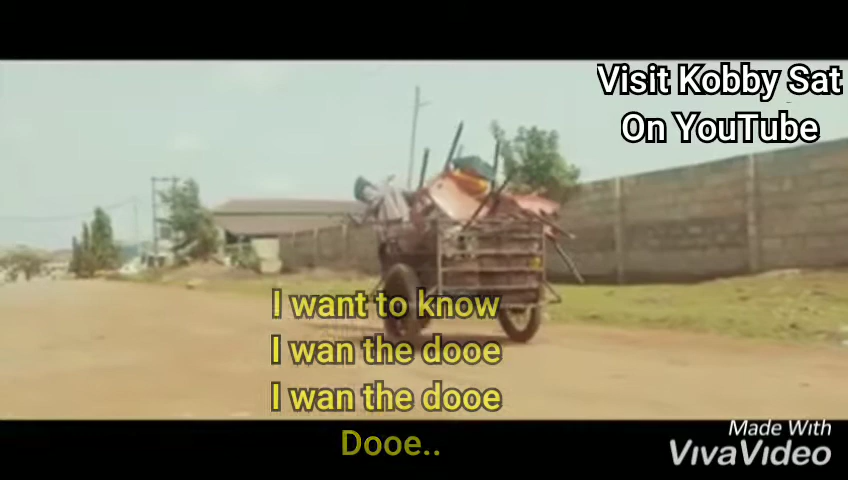 Visit Kobby Sat
On YouTube
I want to know
I wan the dooe
I wan the dooe
Dooe..
Made With
VivaVideo